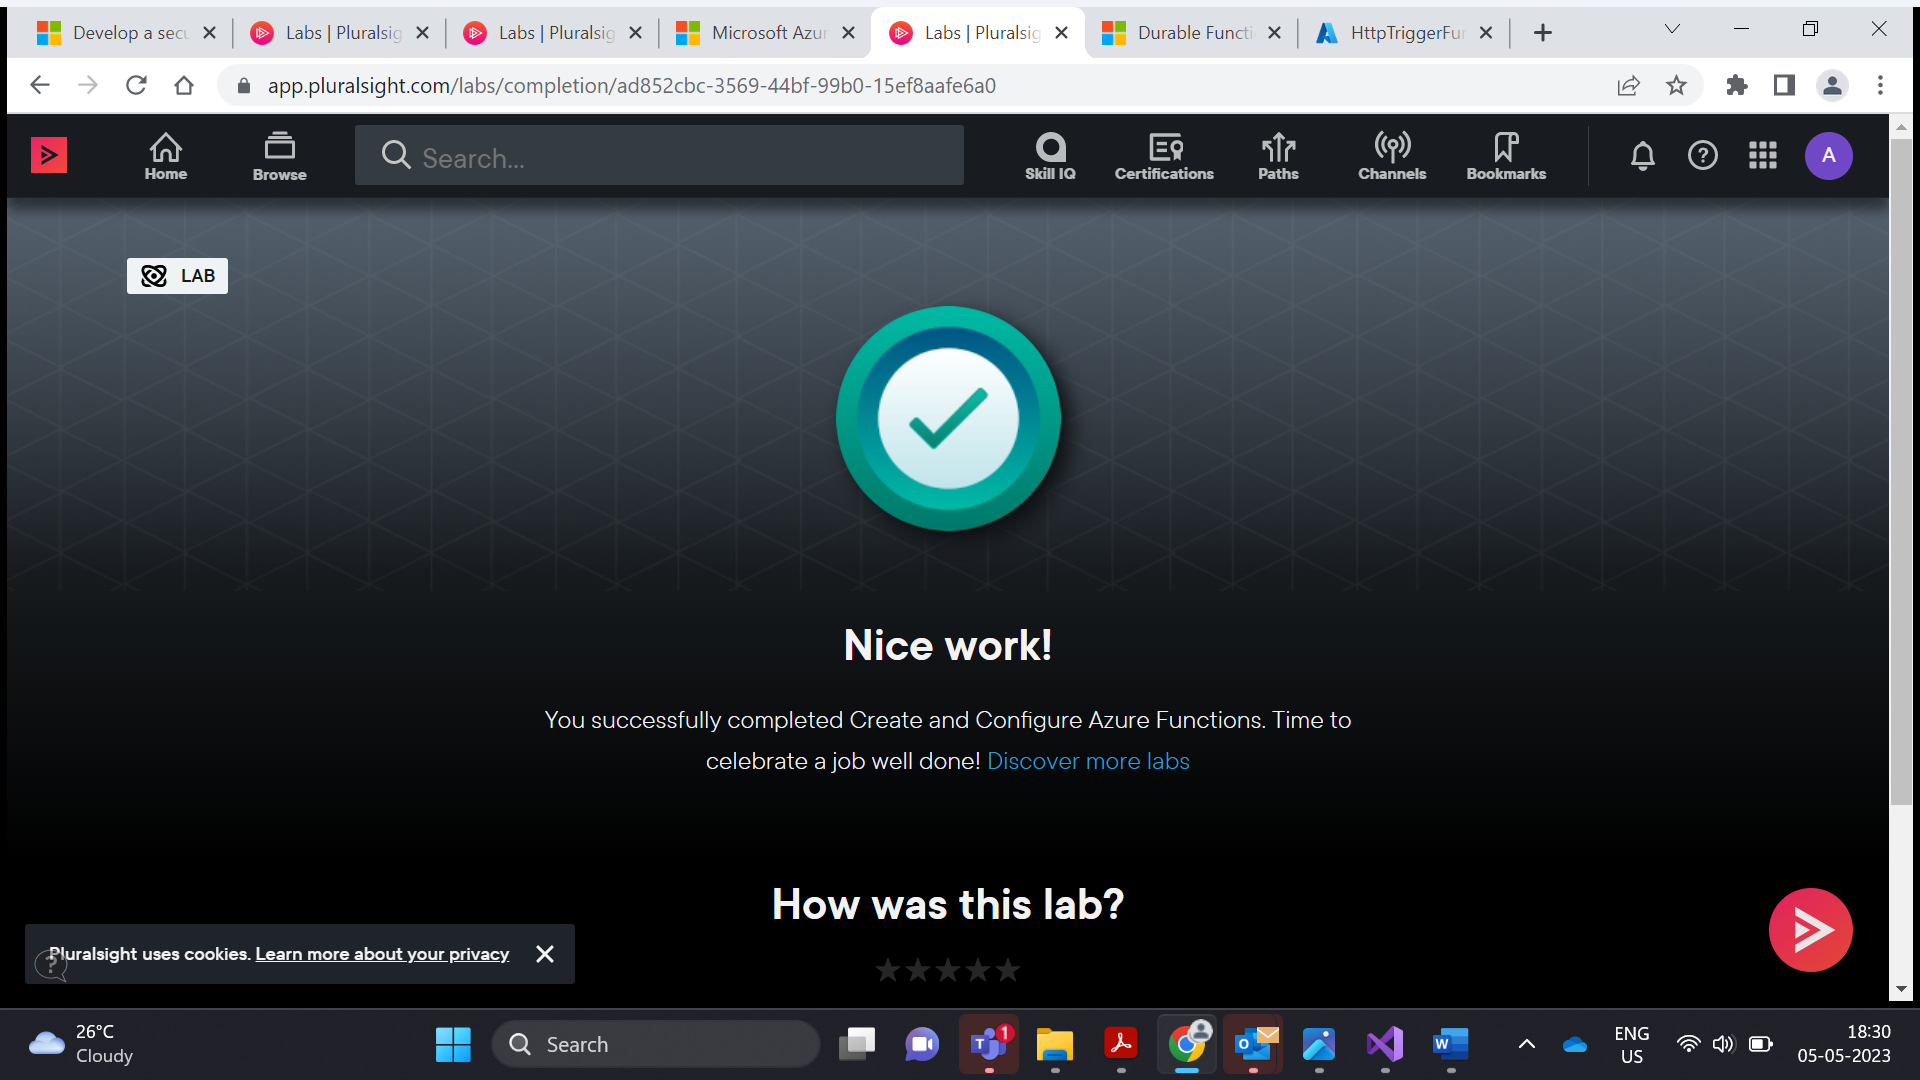 Develop a secu
Labs | Pluralsig
Labs | Pluralsig
Microsoft Azur
Labs | Pluralsig
Durable Functi
HttpTriggerFun
app.pluralsight.com/labs/completion/ad852cbc-3569-44bf-99b0-15ef8aafe6a0
Home
Browse
Search...
Skill IQ
Certifications
Paths
Channels
Bookmarks
A
LAB
Nice work!
You successfully completed Create and Configure Azure Functions. Time to
celebrate a job well done! Discover more labs
How was this lab?
Pluralsight uses cookies. Learn more about your privacy
26°C
Cloudy
Search
1
ENG
US
18:30
05-05-2023